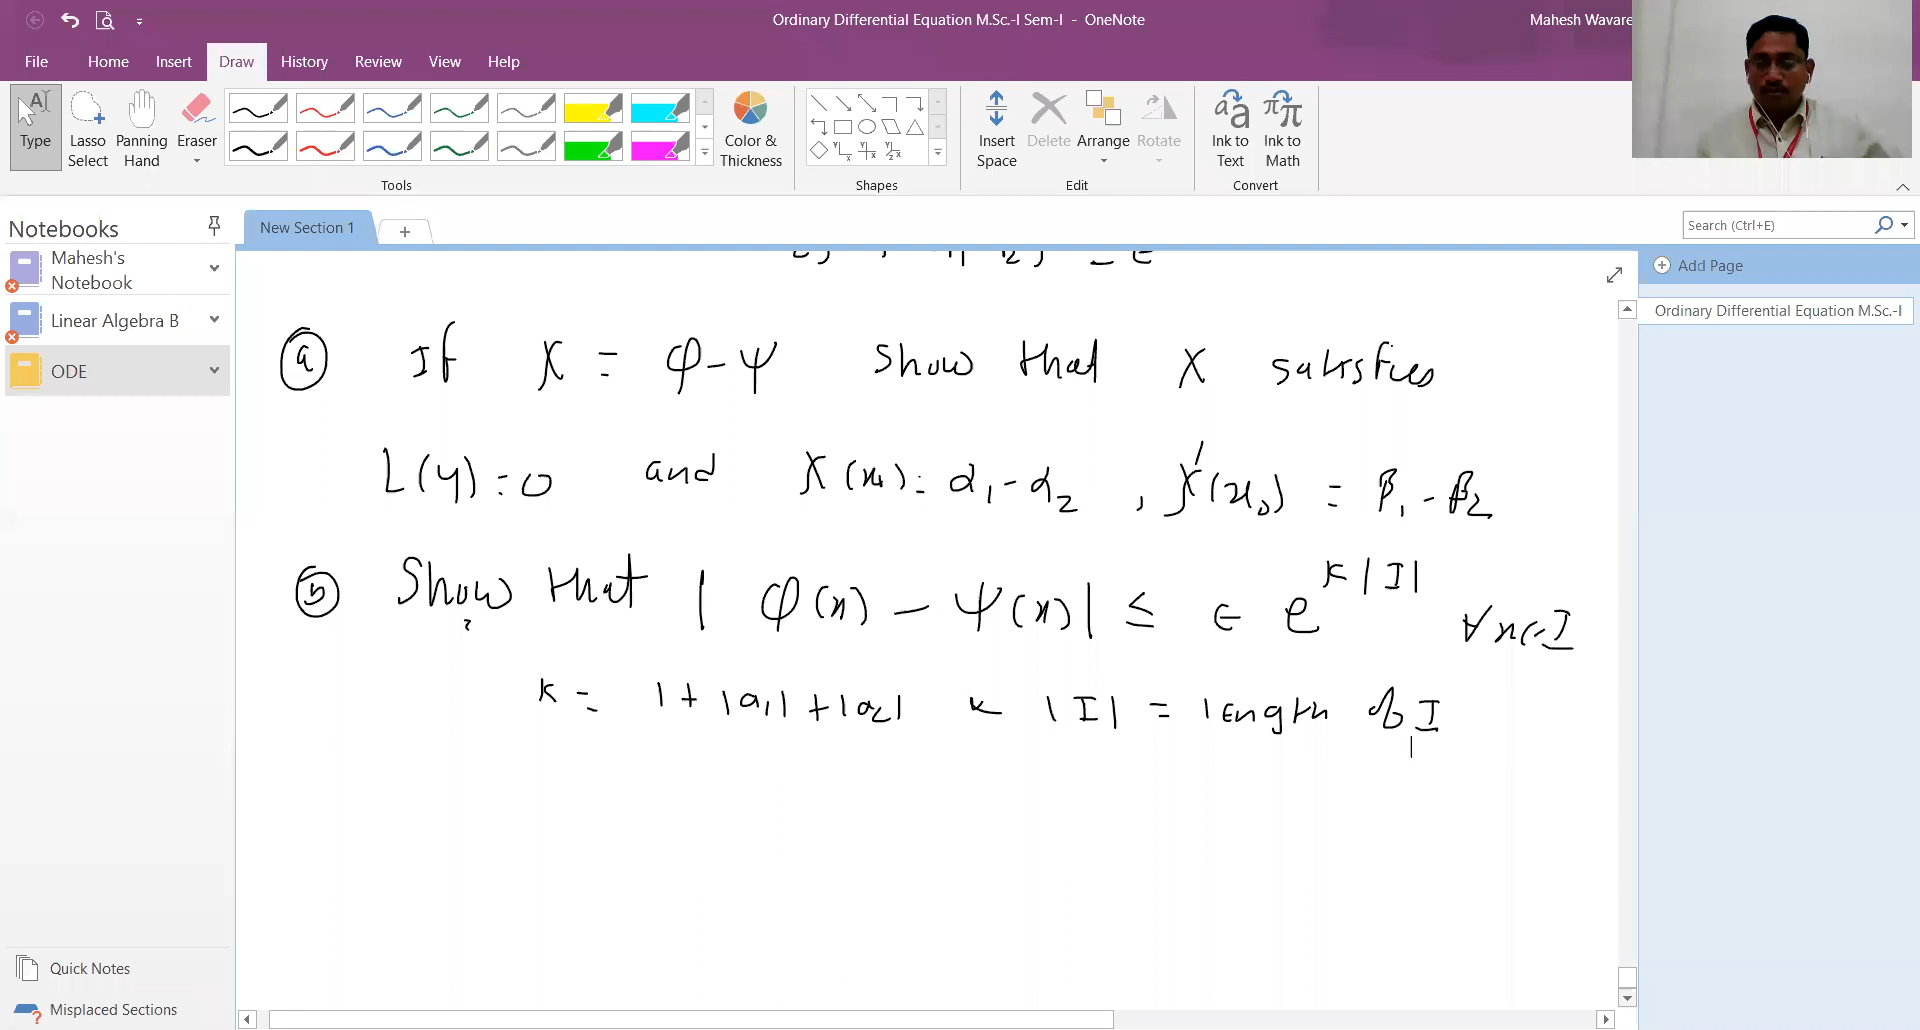 Ordinary Differential Equation M.Sc.-I Sem-I - OneNote
Mahesh Wavare
File Home Insert Draw History Review View Help
Type
Lasso Select
Panning Hand
Eraser
Color & Thickness
Insert Space
Delete
Arrange
Rotate
Ink to Text
Ink to Math
Tools
Shapes
Edit
Convert
Notebooks
New Section 1
+
Search (Ctrl+E)
Mahesh's
Notebook
Linear Algebra B
ODE
Add Page
Ordinary Differential Equation M.Sc.-I
ⓐ If χ = φ - ψ show that χ satisfies
L(y) = 0 and χ(x₀) = α₁ - α₂ , χ'(x₀) = β₁ - β₂
ⓑ Show that | φ(x) - ψ(x) | ≤ ∈ e^{k|I|} ∀ x ∈ I
k = 1 + |a₁| + |a₂| & |I| = length of I
Quick Notes
Misplaced Sections